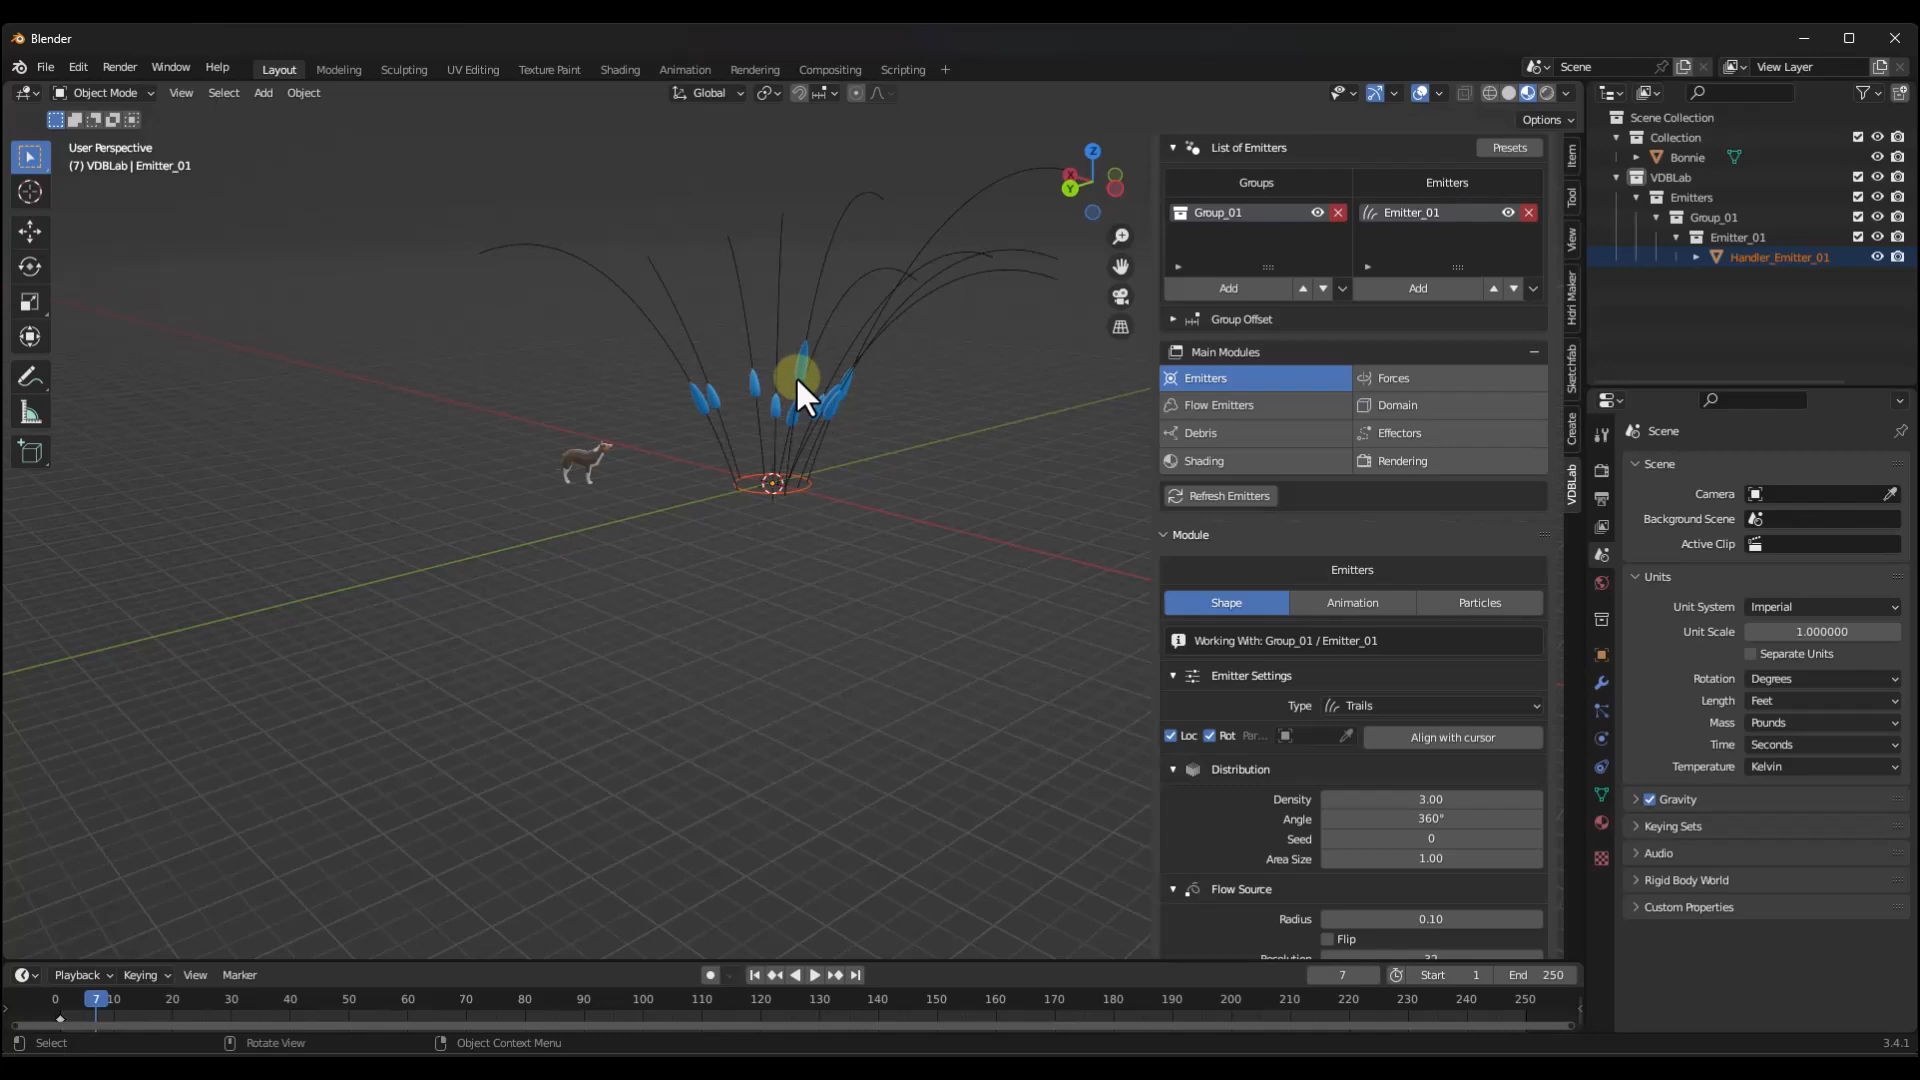 Blender
File Edit Render Window Help Layout Modeling Sculpting UV Editing Texture Paint Shading Animation Rendering Compositing Scripting + Scene View Layer
Object Mode View Select Add Object Global
Options
User Perspective
(7) VDBLab | Emitter_01
Z
X
Y
List of Emitters Presets
Groups Emitters
Group_01 Emitter_01
Add Add
Group Offset
Main Modules
Emitters Forces
Flow Emitters Domain
Debris Effectors
Shading Rendering
Refresh Emitters
Module
Emitters
Shape Animation Particles
Working With: Group_01 / Emitter_01
Emitter Settings
Type Trails
Loc Rot Par... Align with cursor
Distribution
Density 3.00
Angle 360°
Seed 0
Area Size 1.00
Flow Source
Radius 0.10
Flip
Resolution 32
Item
Tool
View
Hdri Maker
Sketchfab
Create
VDBLab
Scene Collection
Collection
Bonnie
VDBLab
Emitters
Group_01
Emitter_01
Handler_Emitter_01
Scene
Scene
Camera
Background Scene
Active Clip
Units
Unit System Imperial
Unit Scale 1.000000
Separate Units
Rotation Degrees
Length Feet
Mass Pounds
Time Seconds
Temperature Kelvin
Gravity
Keying Sets
Audio
Rigid Body World
Custom Properties
Playback Keying View Marker 7 Start 1 End 250
0 7 10 20 30 40 50 60 70 80 90 100 110 120 130 140 150 160 170 180 190 200 210 220 230 240 250
Select Rotate View Object Context Menu 3.4.1